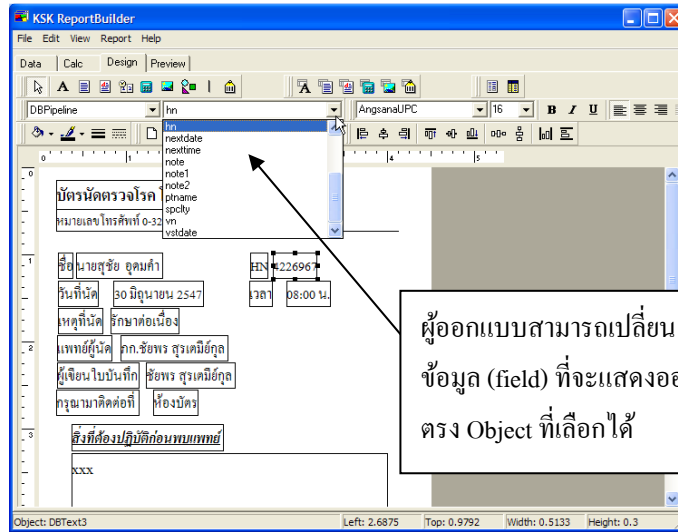 KSK ReportBuilder
File Edit View Report Help
Data Calc Design Preview
DBPipeline hn AngsanaUPC 16 B I U
hn
nextdate
nexttime
note
note1
note2
ptname
spclty
vn
vstdate
บัตรนัดตรวจโรค
หมายเลขโทรศัพท์ 0-32
ชื่อ นายสุชัย อุดมคำ HN 4226967
วันที่นัด 30 มิถุนายน 2547 เวลา 08:00 น.
เหตุที่นัด รักษาต่อเนื่อง
แพทย์ผู้นัด ภก.ชัยพร สุรเตมีย์กุล
ผู้เขียนใบบันทึก ชัยพร สุรเตมีย์กุล
กรุณามาติดต่อที่ ห้องบัตร
สิ่งที่ต้องปฏิบัติก่อนพบแพทย์
xxx
ผู้ออกแบบสามารถเปลี่ยน
ข้อมูล (field) ที่จะแสดงออ
ตรง Object ที่เลือกได้
Object: DBText3 Left: 2.6875 Top: 0.9792 Width: 0.5133 Height: 0.3